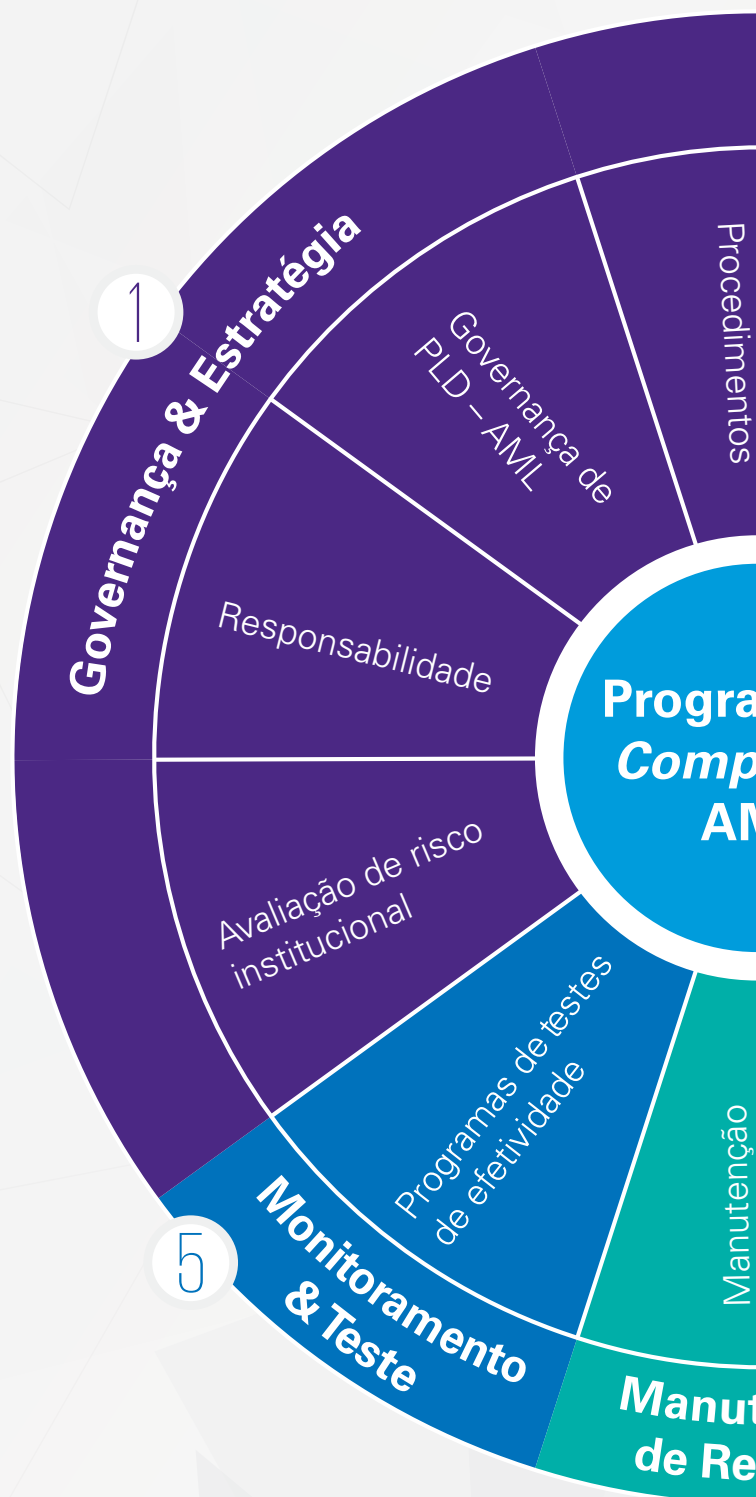 1
Governança & Estratégia
Governança de
PLD – AML
Procedimentos
Responsabilidade
Avaliação de risco
institucional
Progra
Comp
AM
Programas de testes
de efetividade
Manutenção
5
Monitoramento
& Teste
Manut
de Re